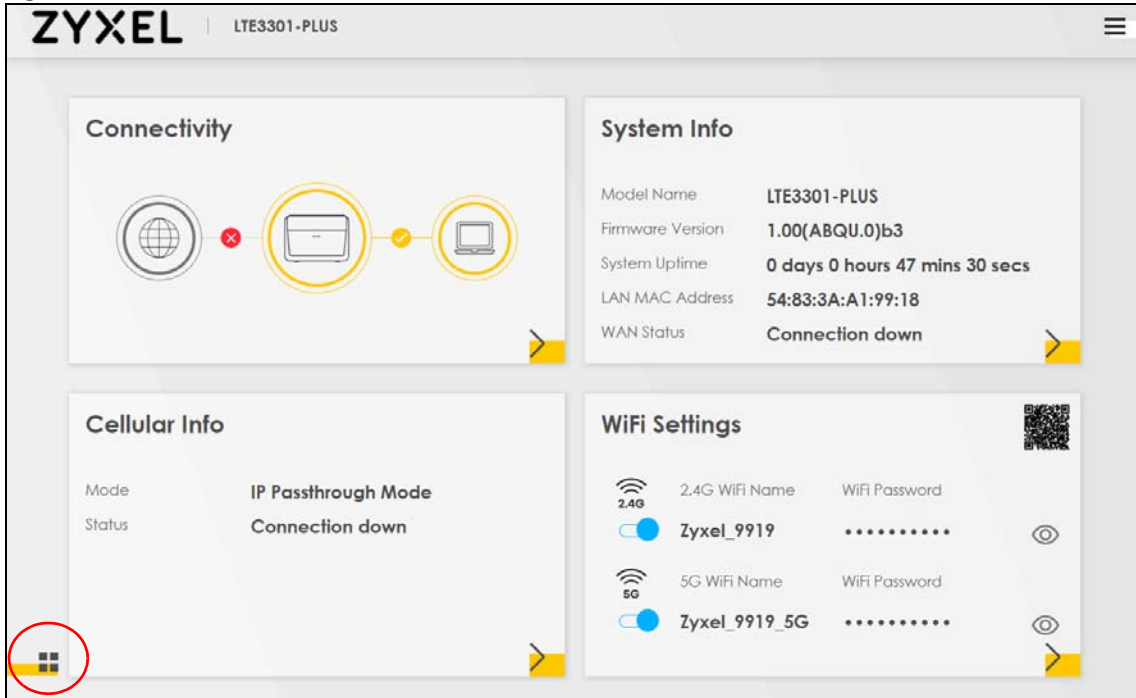 ZYXEL LTE3301-PLUS
Connectivity
System Info
Model Name LTE3301-PLUS
Firmware Version 1.00(ABQU.0)b3
System Uptime 0 days 0 hours 47 mins 30 secs
LAN MAC Address 54:83:3A:A1:99:18
WAN Status Connection down
Cellular Info
Mode IP Passthrough Mode
Status Connection down
WiFi Settings
2.4G 2.4G WiFi Name WiFi Password
Zyxel_9919 ••••••••••
5G 5G WiFi Name WiFi Password
Zyxel_9919_5G ••••••••••